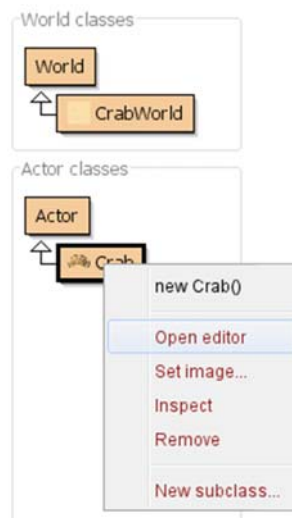 World classes
World
CrabWorld
Actor classes
Actor
Crab
new Crab()
Open editor
Set image...
Inspect
Remove
New subclass...